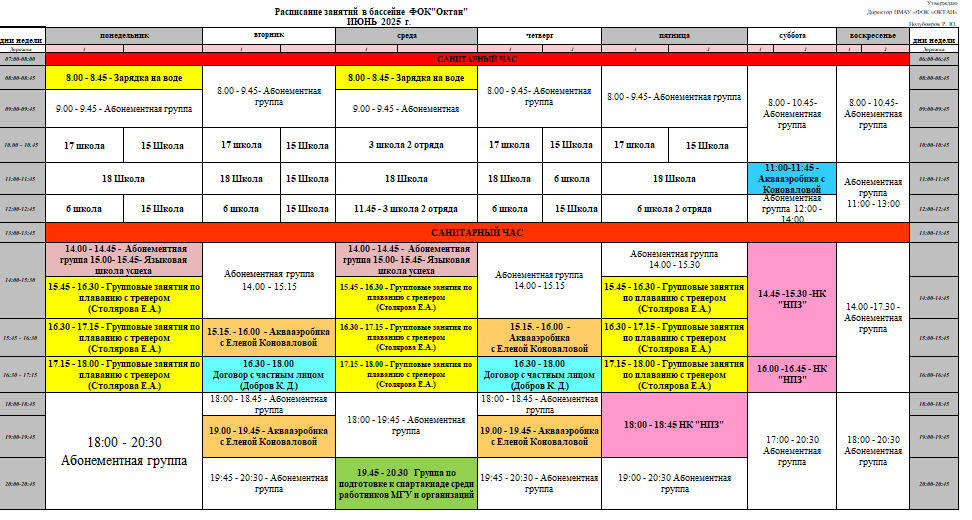 Утверждаю
Расписание занятий в бассейне ФОК"Октан"
Директор НМАУ «ФОК «ОКТАН»
ИЮНЬ 2025 г.
Полубояров Р. Ю.
дни недели понедельник вторник среда четверг пятница суббота воскресенье дни недели
Дорожка 1 1 1 1 2 1 2 1 2 1 2 Дорожка
07:00-08:00 САНИТАРНЫЙ ЧАС 06:00-06:45
08:00-08:45 8.00 - 8.45 - Зарядка на воде 8.00 - 8.45 - Зарядка на воде 08:00-08:45
8.00 - 9.45- Абонементная группа
8.00 - 9.45- Абонементная группа
8.00 - 9.45- Абонементная группа
8.00 - 10.45- Абонементная группа
8.00 - 10.45- Абонементная группа
09:00-09:45 9.00 - 9.45 - Абонементная группа 9.00 - 9.45 - Абонементная 09:00-09:45
10.00 - 10.45 17 школа 15 Школа 17 школа 15 Школа 3 школа 2 отряда 17 школа 15 Школа 17 школа 15 Школа 10:00-10:45
11:00-11:45 18 Школа 18 Школа 15 Школа 18 Школа 18 Школа 6 школа 18 Школа 11:00-11:45 - Аквааэробика с Коноваловой 11:00-11:45
Абонементная группа 11:00 - 13:00
12:00-12:45 6 школа 15 Школа 6 школа 15 Школа 11.45 - 3 школа 2 отряда 6 школа 15 Школа 6 школа 2 отряда Абонементная группа 12:00 - 14:00 12:00-12:45
13:00-13:45 САНИТАРНЫЙ ЧАС 13:00-13:45
14:00-15:30
14.00 - 14.45 - Абонементная группа 15.00- 15.45- Языковая школа успеха
Абонементная группа 14.00 - 15.15
14.00 - 14.45 - Абонементная группа 15.00- 15.45- Языковая школа успеха
Абонементная группа 14.00 - 15.15
Абонементная группа 14.00 - 15.30
14.45 -15.30 -НК "НПЗ"
14.00 -17.30 - Абонементная группа
14:00-14:45
15.45 - 16.30 - Групповые занятия по плаванию с тренером (Столярова Е.А.)
15.45 - 16.30 - Групповые занятия по плаванию с тренером (Столярова Е.А.)
15.45 - 16.30 - Групповые занятия по плаванию с тренером (Столярова Е.А.)
15:45 - 16:30
16.30 - 17.15 - Групповые занятия по плаванию с тренером (Столярова Е.А.)
15.15. - 16.00 - Аквааэробика с Еленой Коноваловой
16.30 - 17.15 - Групповые занятия по плаванию с тренером (Столярова Е.А.)
15.15. - 16.00 - Аквааэробика с Еленой Коноваловой
16.30 - 17.15 - Групповые занятия по плаванию с тренером (Столярова Е.А.)
15:00-15:45
16:30 - 17:15
17.15 - 18.00 - Групповые занятия по плаванию с тренером (Столярова Е.А.)
16.30 - 18.00 Договор с частным лицом (Добров К. Д.)
17.15 - 18.00 - Групповые занятия по плаванию с тренером (Столярова Е.А.)
16.30 - 18.00 Договор с частным лицом (Добров К. Д.)
17.15 - 18.00 - Групповые занятия по плаванию с тренером (Столярова Е.А.)
16.00 -16.45 - НК "НПЗ"
16:00-16:45
18:00-18:45
18:00 - 20:30 Абонементная группа
18:00 - 18.45 - Абонементная группа
18:00 - 19:45 - Абонементная группа
18:00 - 18.45 - Абонементная группа
18:00 - 18:45 НК "НПЗ"
17:00 - 20:30 Абонементная группа
18:00 - 20:30 Абонементная группа
18:00-18:45
19:00-19:45
19.00 - 19.45 - Аквааэробика с Еленой Коноваловой
19.00 - 19.45 - Аквааэробика с Еленой Коноваловой
19:00-19:45
20:00-20:45
19:45 - 20:30 - Абонементная группа
19.45 - 20.30 Группа по подготовке к спартакиаде среди работников МГУ и организаций
19:45 - 20:30 - Абонементная группа
19:00 - 20:30 Абонементная группа
20:00-20:45